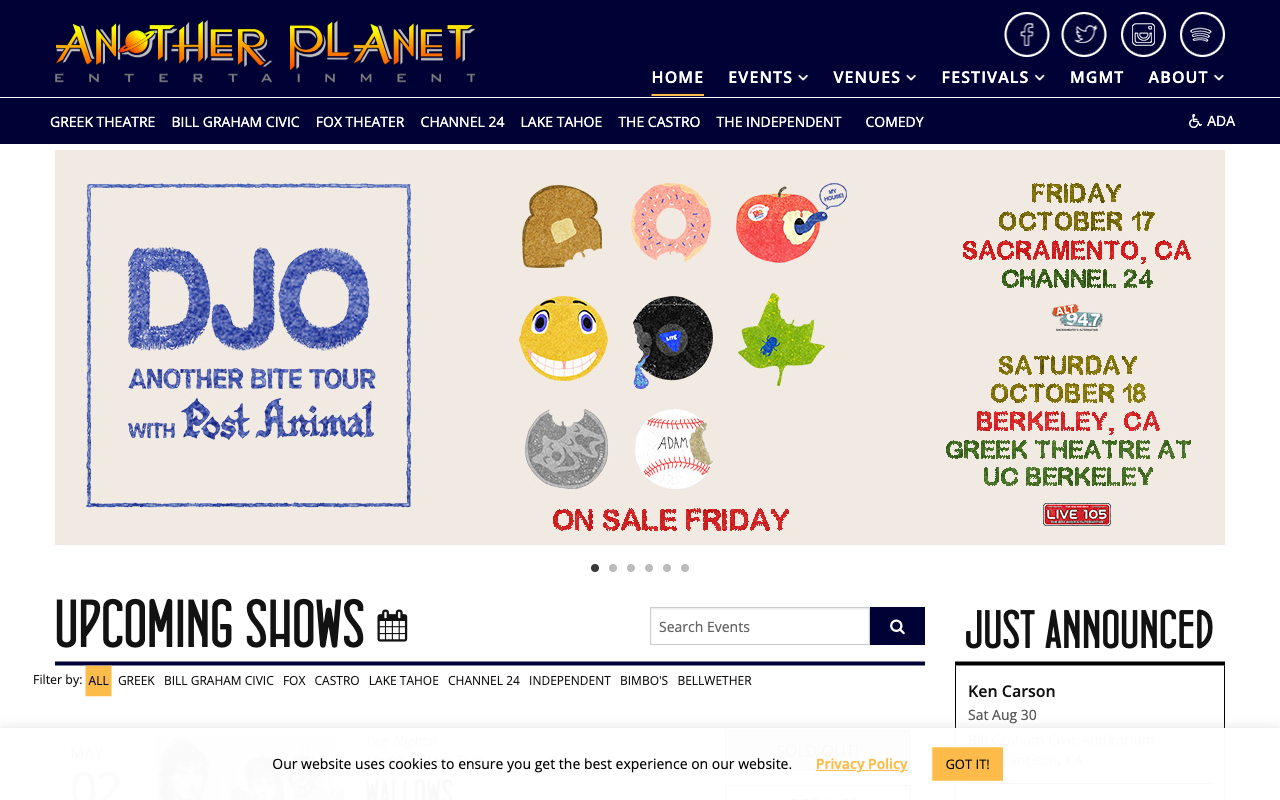 ANOTHER PLANET
ENTERTAINMENT
HOME EVENTS VENUES FESTIVALS MGMT ABOUT
GREEK THEATRE BILL GRAHAM CIVIC FOX THEATER CHANNEL 24 LAKE TAHOE THE CASTRO THE INDEPENDENT COMEDY ADA
DJO
ANOTHER BITE TOUR
WITH Post Animal
MY HOUSE!
LIVE
ADAM
ON SALE FRIDAY
FRIDAY
OCTOBER 17
SACRAMENTO, CA
CHANNEL 24
ALT
94.7
SATURDAY
OCTOBER 18
BERKELEY, CA
GREEK THEATRE AT
UC BERKELEY
LIVE 105
UPCOMING SHOWS
Search Events
Filter by: ALL GREEK BILL GRAHAM CIVIC FOX CASTRO LAKE TAHOE CHANNEL 24 INDEPENDENT BIMBO'S BELLWETHER
JUST ANNOUNCED
Ken Carson
Sat Aug 30
MAY
02
WALLOWS
SOLD OUT
Our website uses cookies to ensure you get the best experience on our website. Privacy Policy GOT IT!